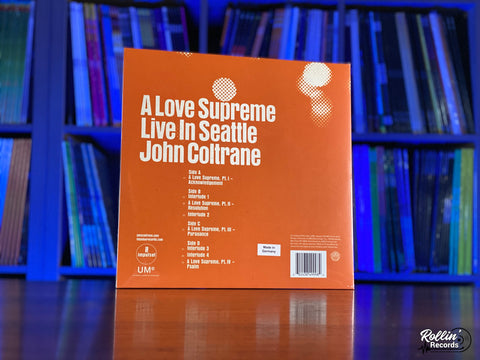 A Love Supreme
Live In Seattle
John Coltrane
Side A
A Love Supreme, Pt. I –
Acknowledgement
Side B
Interlude 1
A Love Supreme, Pt. II –
Resolution
Interlude 2
Side C
A Love Supreme, Pt. III –
Pursuance
Side D
Interlude 3
Interlude 4
A Love Supreme, Pt. IV –
Psalm
impulse!
UMe
Made in
Germany
Rollin'
Records